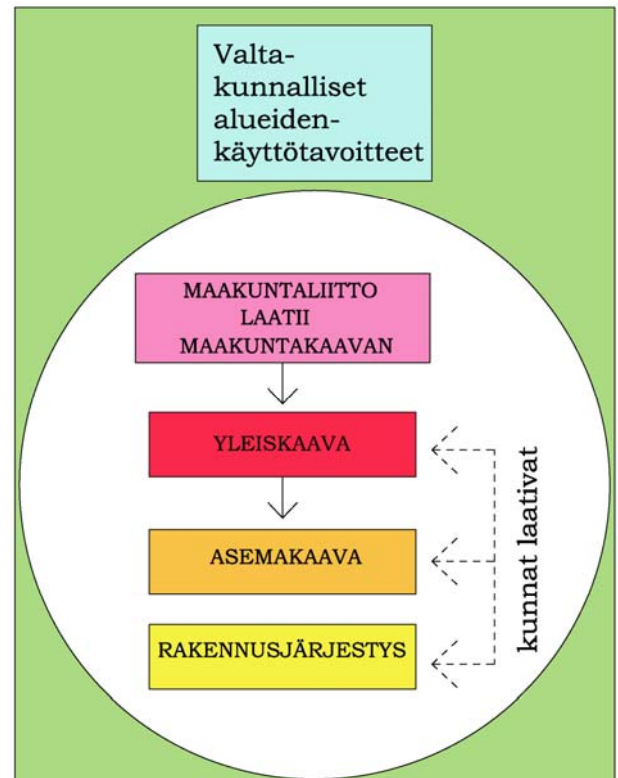 Valta-
kunnalliset
alueiden-
käyttötavoitteet
MAAKUNTALIITTO
LAATII
MAAKUNTAKAAVAN
YLEISKAAVA
ASEMAKAAVA
RAKENNUSJÄRJESTYS
kunnat laativat